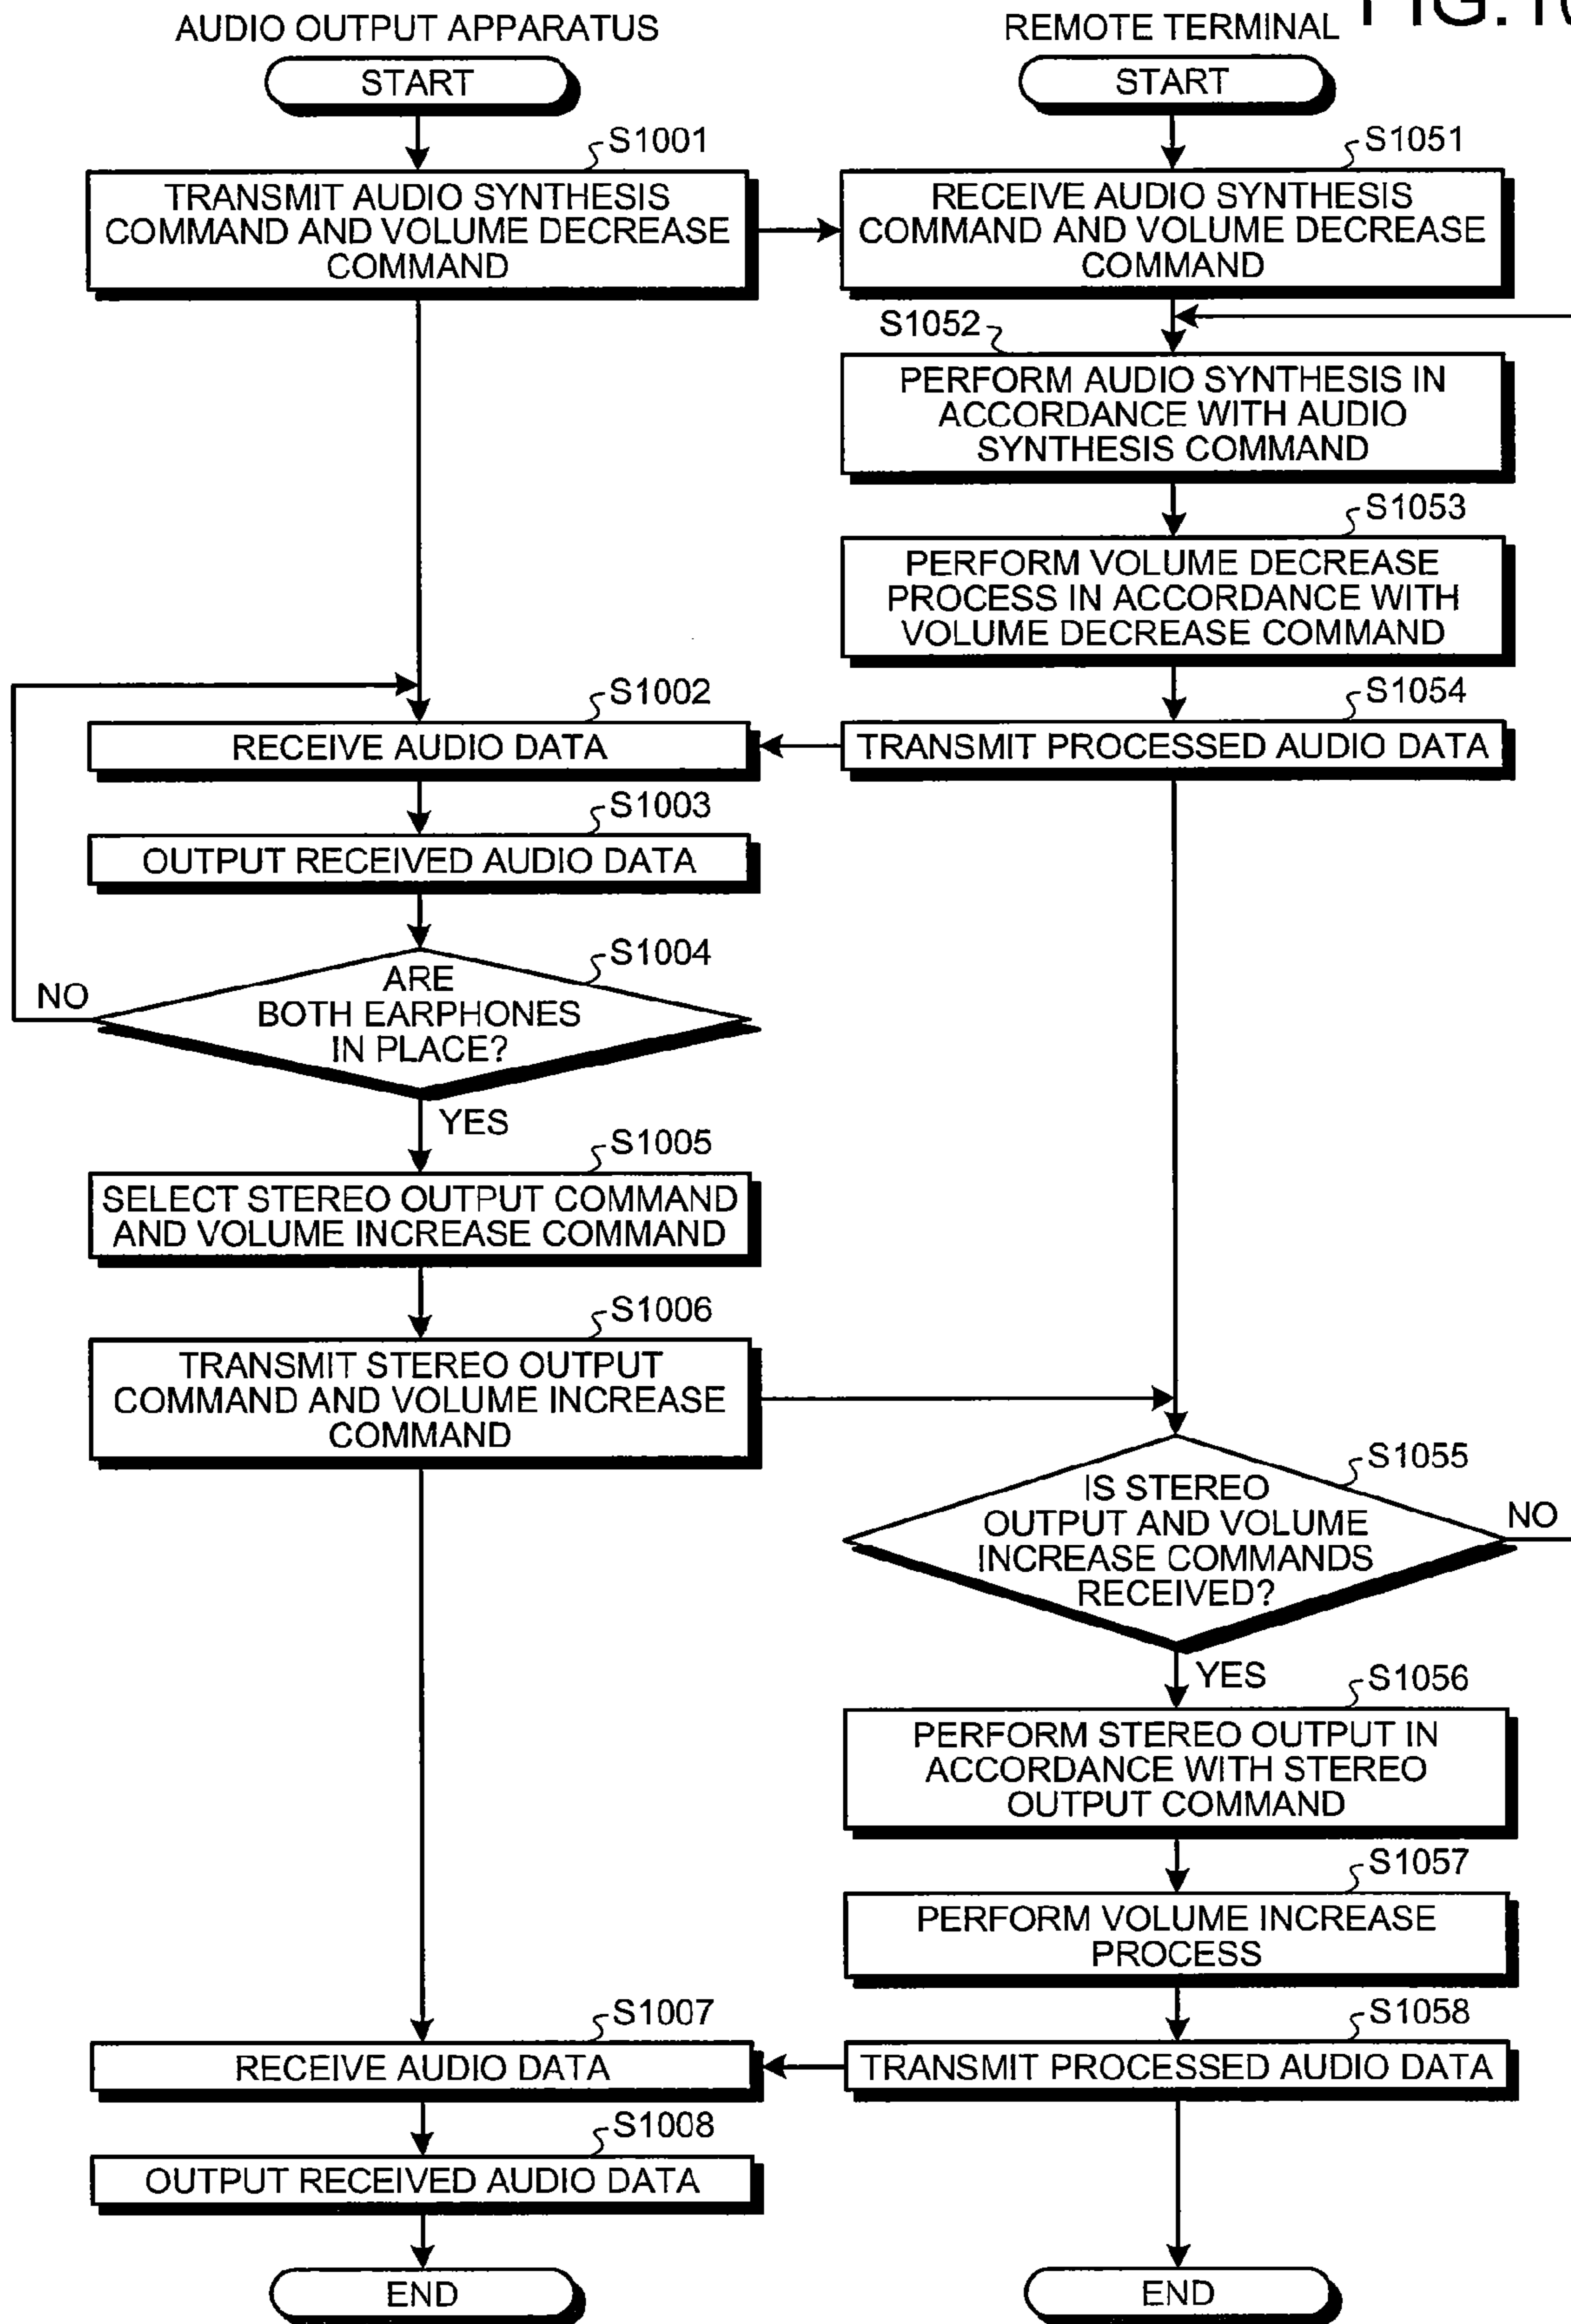 FIG. 10
AUDIO OUTPUT APPARATUS
START
S1001
TRANSMIT AUDIO SYNTHESIS
COMMAND AND VOLUME DECREASE
COMMAND
S1002
RECEIVE AUDIO DATA
S1003
OUTPUT RECEIVED AUDIO DATA
S1004
ARE
BOTH EARPHONES
IN PLACE?
NO
YES
S1005
SELECT STEREO OUTPUT COMMAND
AND VOLUME INCREASE COMMAND
S1006
TRANSMIT STEREO OUTPUT
COMMAND AND VOLUME INCREASE
COMMAND
S1007
RECEIVE AUDIO DATA
S1008
OUTPUT RECEIVED AUDIO DATA
END
REMOTE TERMINAL
START
S1051
RECEIVE AUDIO SYNTHESIS
COMMAND AND VOLUME DECREASE
COMMAND
S1052
PERFORM AUDIO SYNTHESIS IN
ACCORDANCE WITH AUDIO
SYNTHESIS COMMAND
S1053
PERFORM VOLUME DECREASE
PROCESS IN ACCORDANCE WITH
VOLUME DECREASE COMMAND
S1054
TRANSMIT PROCESSED AUDIO DATA
S1055
IS STEREO
OUTPUT AND VOLUME
INCREASE COMMANDS
RECEIVED?
NO
YES
S1056
PERFORM STEREO OUTPUT IN
ACCORDANCE WITH STEREO
OUTPUT COMMAND
S1057
PERFORM VOLUME INCREASE
PROCESS
S1058
TRANSMIT PROCESSED AUDIO DATA
END